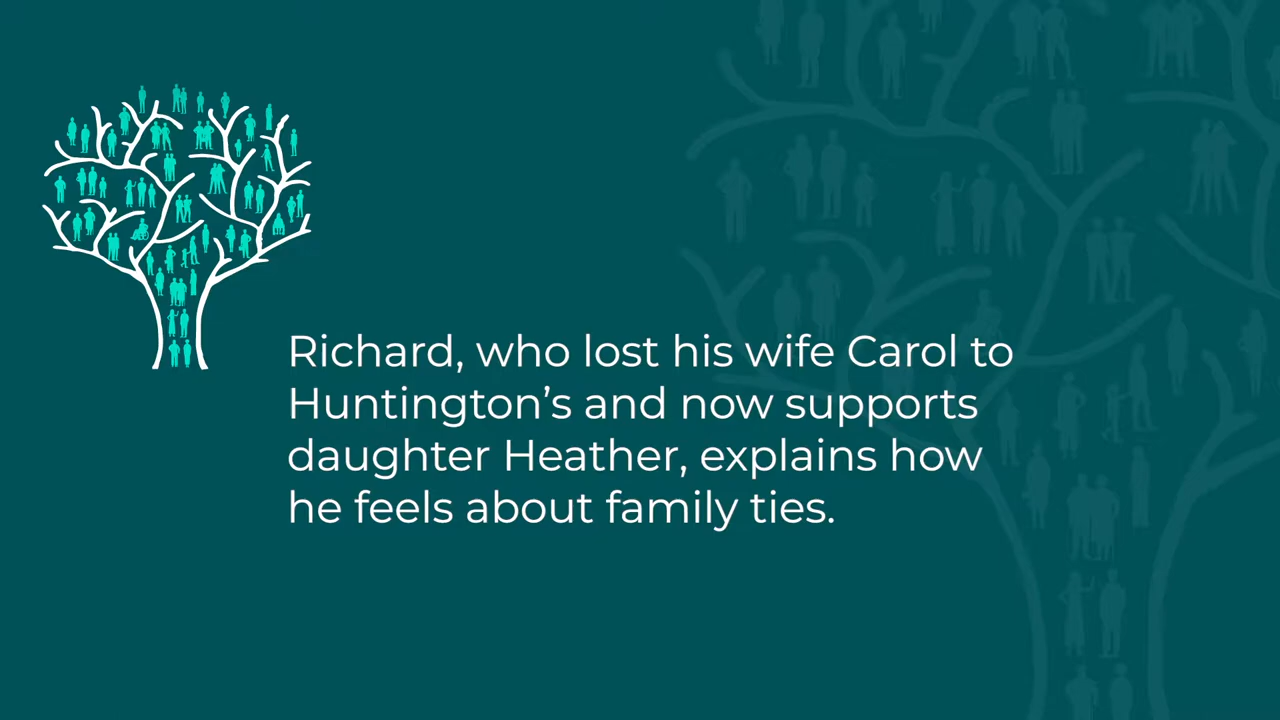 Richard, who lost his wife Carol to
Huntington’s and now supports
daughter Heather, explains how
he feels about family ties.